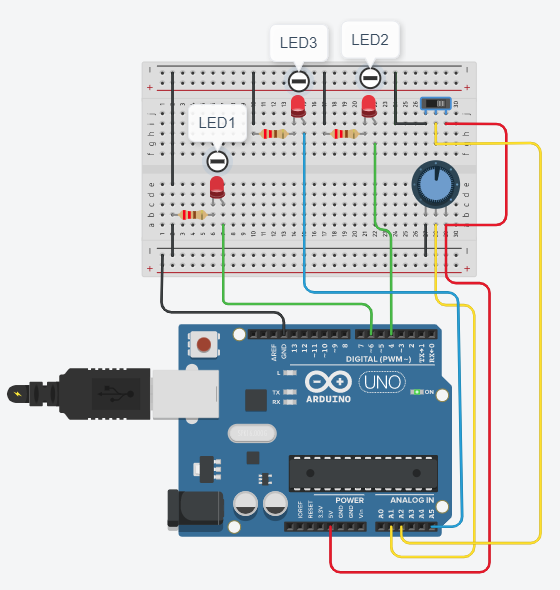 LED3
LED2
LED1
AREF
GND
13
12
~11
~10
~9
8
7
~6
~5
4
~3
2
TX→1
RX←0
DIGITAL (PWM~)
L
TX
RX
ARDUINO
UNO
ON
POWER
ANALOG IN
IOREF
RESET
3.3V
5V
GND
GND
Vin
A0
A1
A2
A3
A4
A5